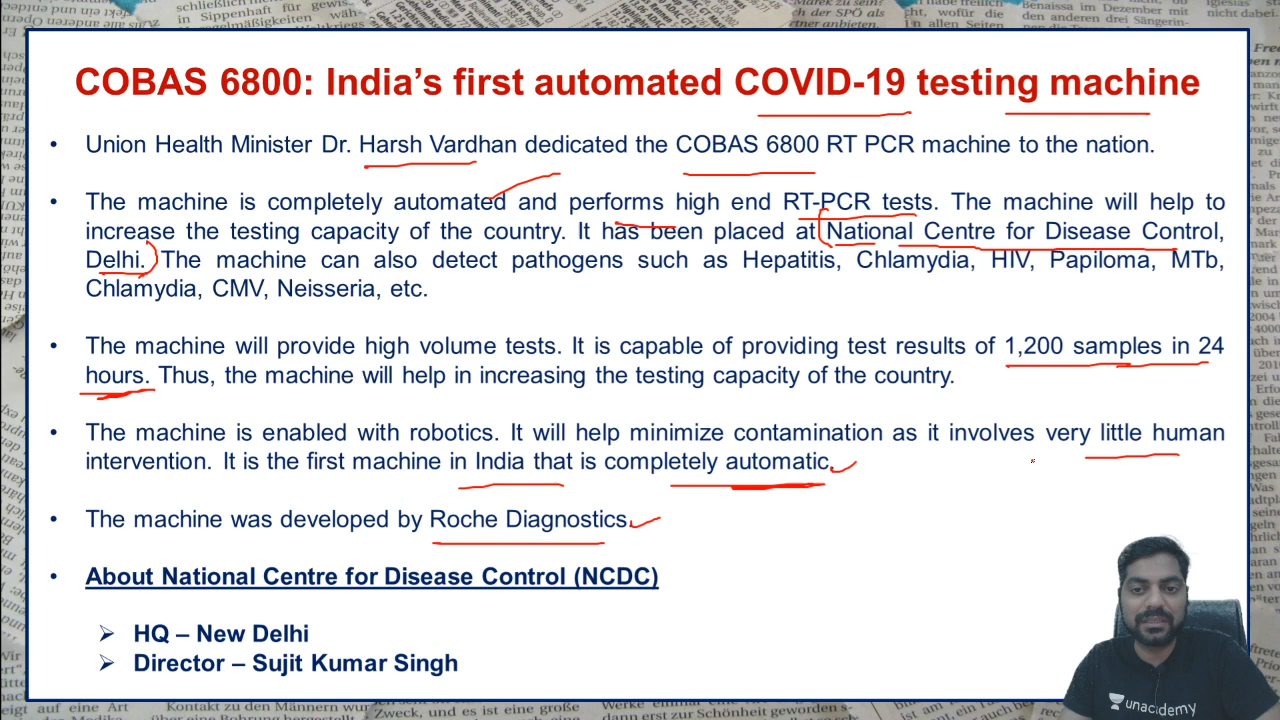 COBAS 6800: India's first automated COVID-19 testing machine
• Union Health Minister Dr. Harsh Vardhan dedicated the COBAS 6800 RT PCR machine to the nation.
• The machine is completely automated and performs high end RT-PCR tests. The machine will help to
increase the testing capacity of the country. It has been placed at National Centre for Disease Control,
Delhi. The machine can also detect pathogens such as Hepatitis, Chlamydia, HIV, Papiloma, MTb,
Chlamydia, CMV, Neisseria, etc.
• The machine will provide high volume tests. It is capable of providing test results of 1,200 samples in 24
hours. Thus, the machine will help in increasing the testing capacity of the country.
• The machine is enabled with robotics. It will help minimize contamination as it involves very little human
intervention. It is the first machine in India that is completely automatic.
• The machine was developed by Roche Diagnostics.
• About National Centre for Disease Control (NCDC)
➢ HQ – New Delhi
➢ Director – Sujit Kumar Singh
unacademy